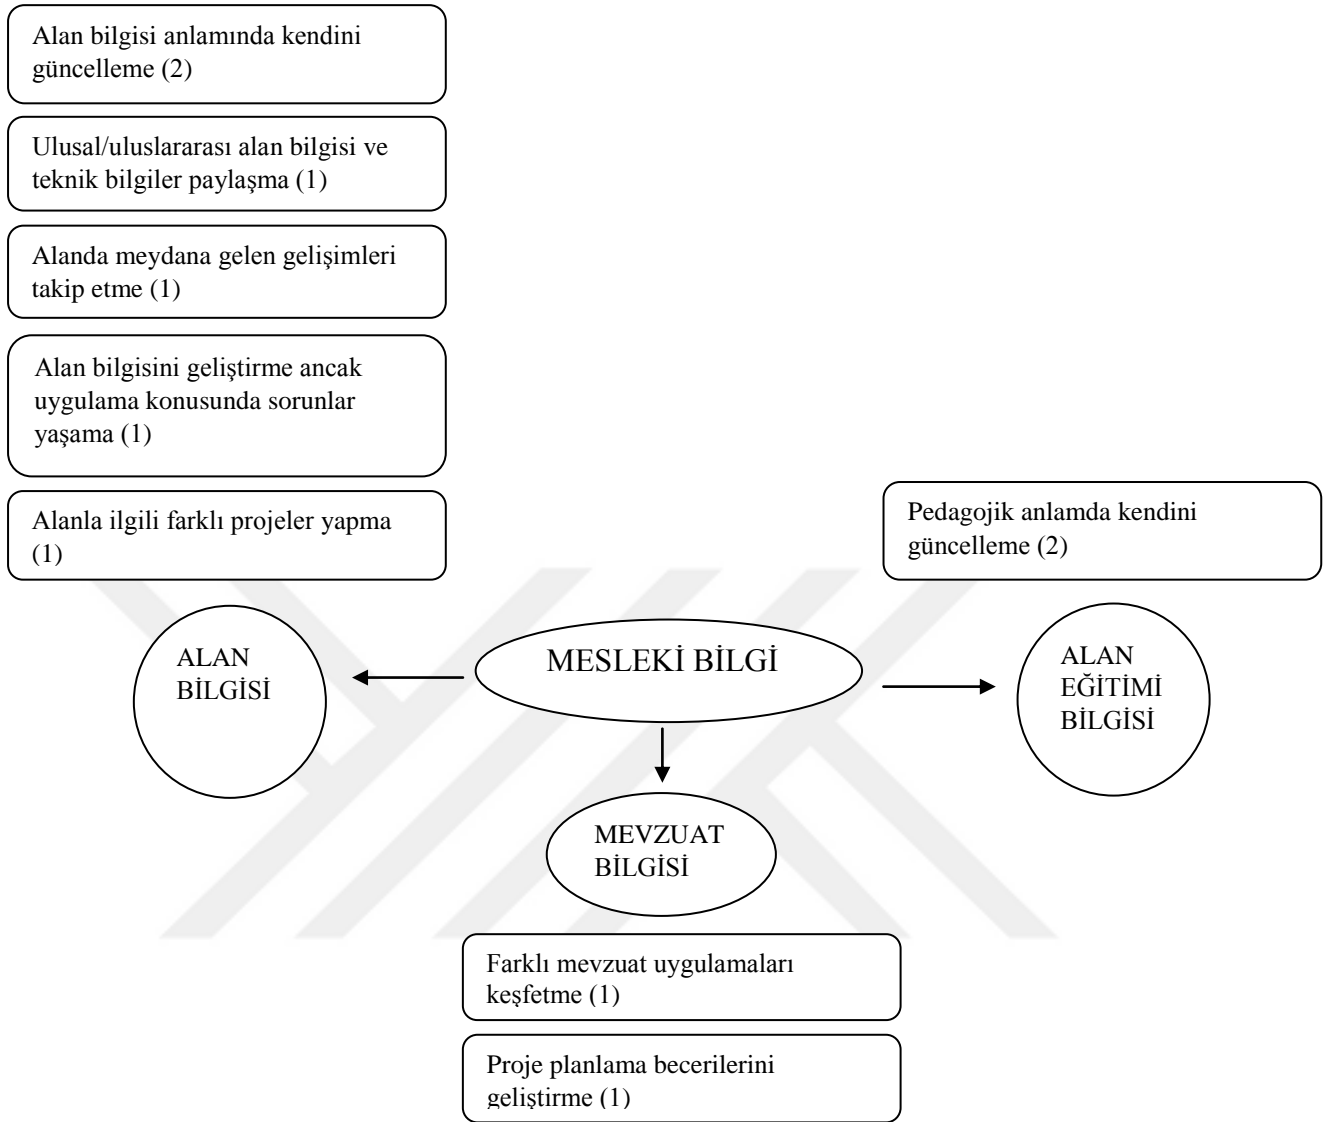 Alan bilgisi anlamında kendini
güncelleme (2)
Ulusal/uluslararası alan bilgisi ve
teknik bilgiler paylaşma (1)
Alanda meydana gelen gelişimleri
takip etme (1)
Alan bilgisini geliştirme ancak
uygulama konusunda sorunlar
yaşama (1)
Alanla ilgili farklı projeler yapma
(1)
Pedagojik anlamda kendini
güncelleme (2)
ALAN
BİLGİSİ
MESLEKİ BİLGİ
ALAN
EĞİTİMİ
BİLGİSİ
MEVZUAT
BİLGİSİ
Farklı mevzuat uygulamaları
keşfetme (1)
Proje planlama becerilerini
geliştirme (1)